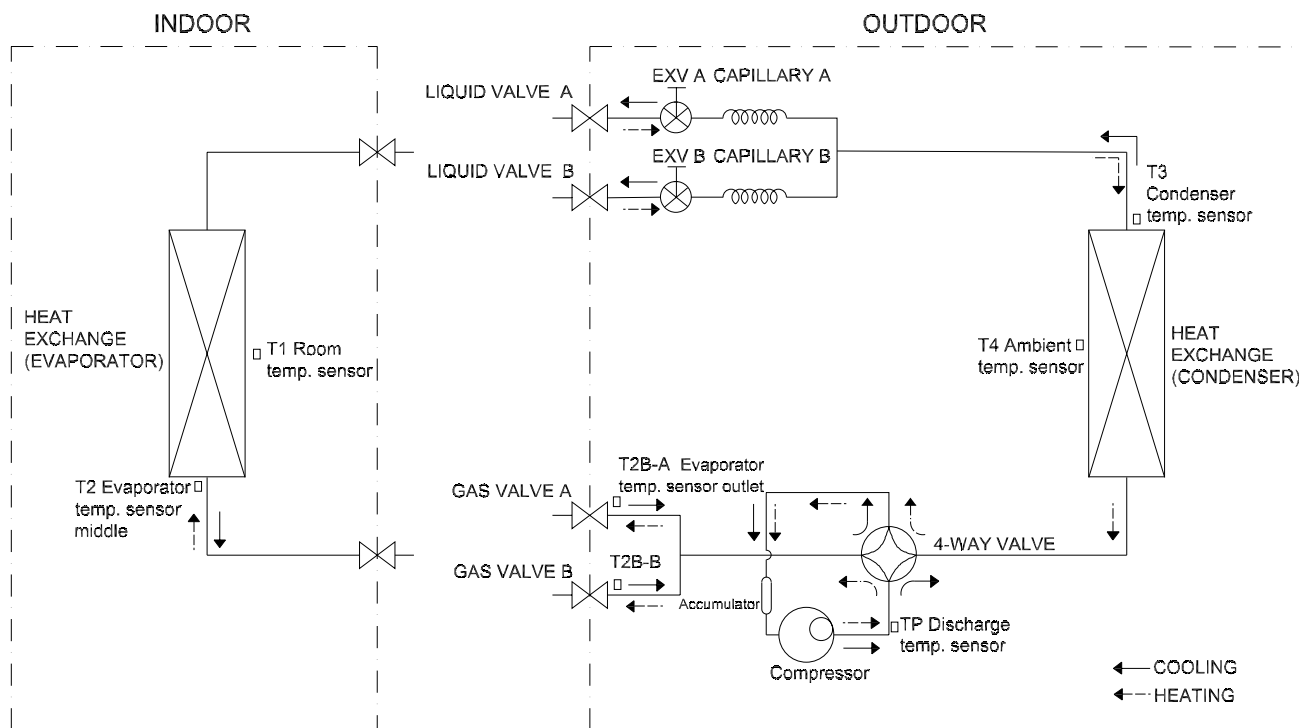 INDOOR
OUTDOOR
EXV A CAPILLARY A
LIQUID VALVE A
EXV B CAPILLARY B
LIQUID VALVE B
T3
Condenser
temp. sensor
HEAT
EXCHANGE
(EVAPORATOR)
T1 Room
temp. sensor
T4 Ambient
temp. sensor
HEAT
EXCHANGE
(CONDENSER)
T2 Evaporator
temp. sensor
middle
T2B-A Evaporator
temp. sensor outlet
GAS VALVE A
4-WAY VALVE
GAS VALVE B
T2B-B
Accumulator
TP Discharge
temp. sensor
Compressor
COOLING
HEATING